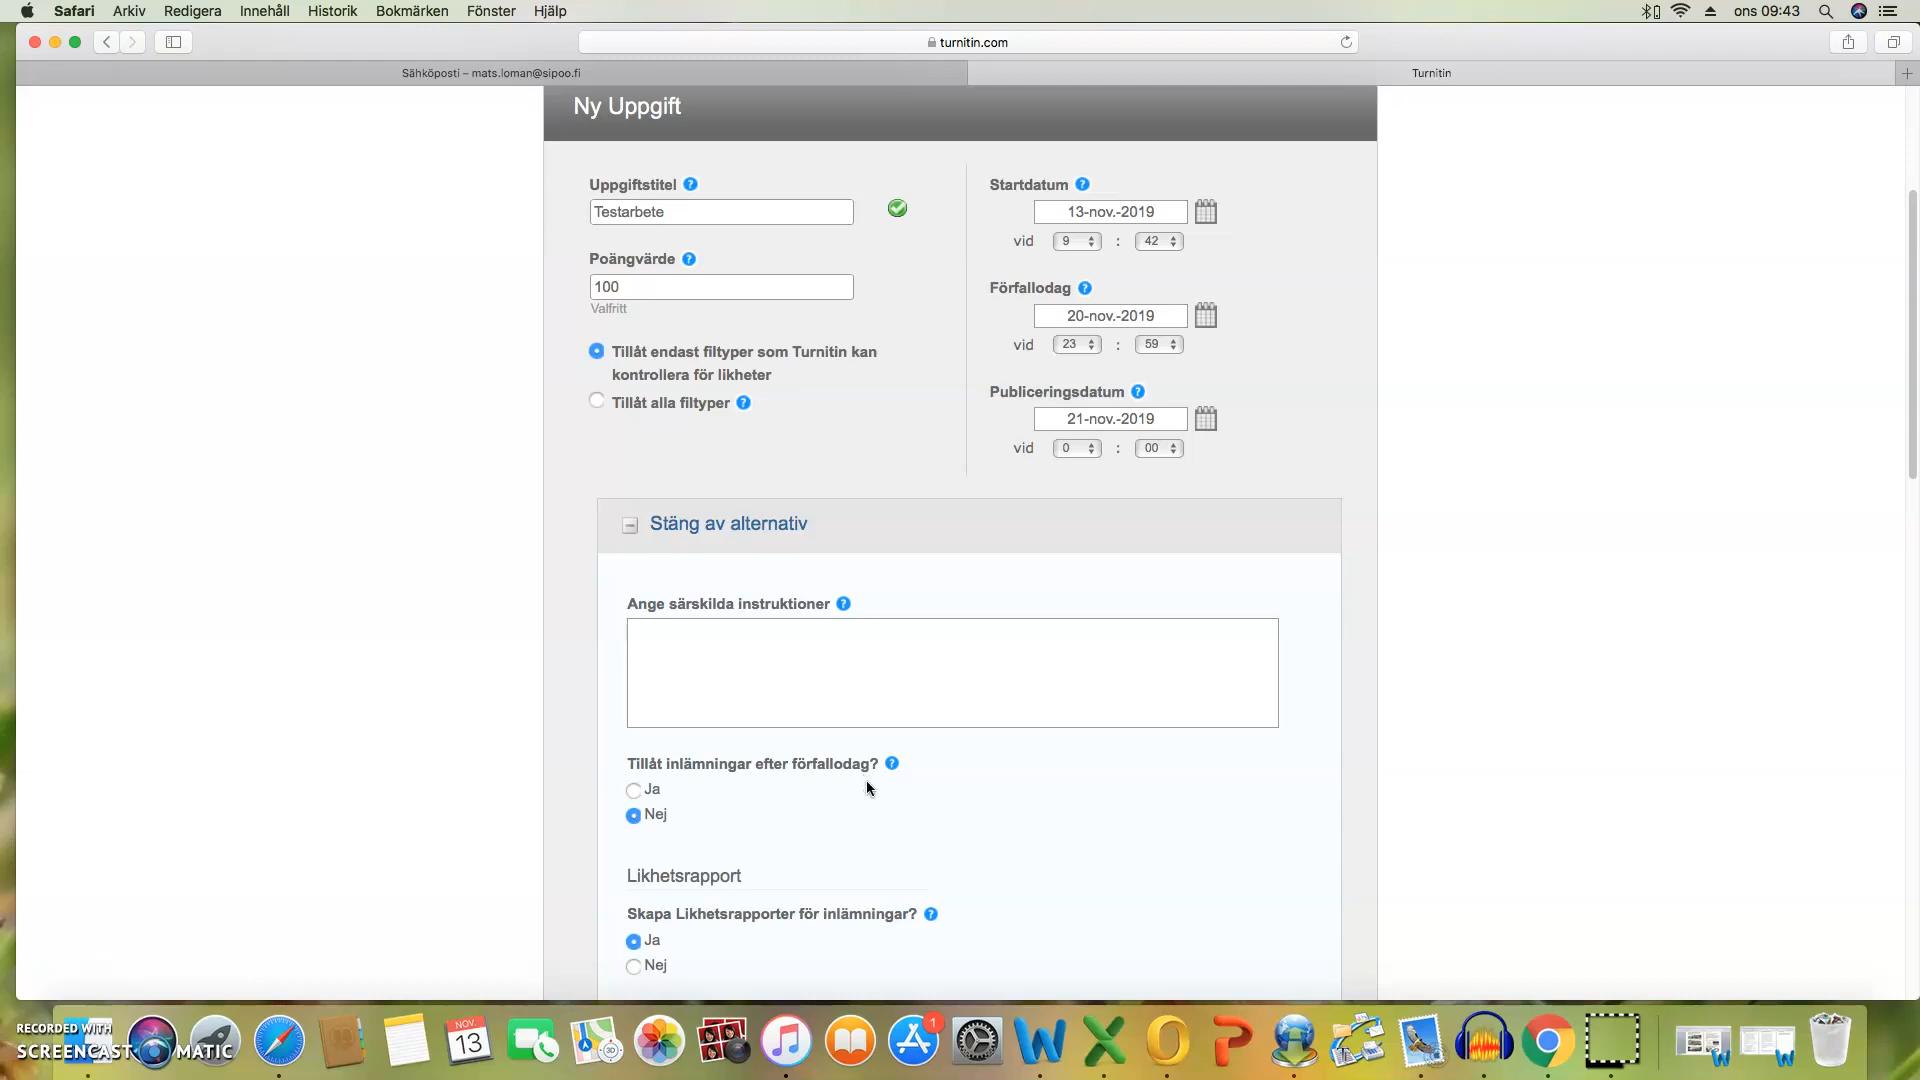 Safari Arkiv Redigera Innehåll Historik Bokmärken Fönster Hjälp ons 09:43
turnitin.com
Sähköposti – mats.loman@sipoo.fi Turnitin
Ny Uppgift
Uppgiftstitel ?
Testarbete
Poängvärde ?
100
Valfritt
Tillåt endast filtyper som Turnitin kan
kontrollera för likheter
Tillåt alla filtyper ?
Startdatum ?
13-nov.-2019
vid 9 : 42
Förfallodag ?
20-nov.-2019
vid 23 : 59
Publiceringsdatum ?
21-nov.-2019
vid 0 : 00
Stäng av alternativ
Ange särskilda instruktioner ?
Tillåt inlämningar efter förfallodag? ?
Ja
Nej
Likhetsrapport
Skapa Likhetsrapporter för inlämningar? ?
Ja
Nej
RECORDED WITH
SCREENCAST-O-MATIC
NOV.
13
3D
1